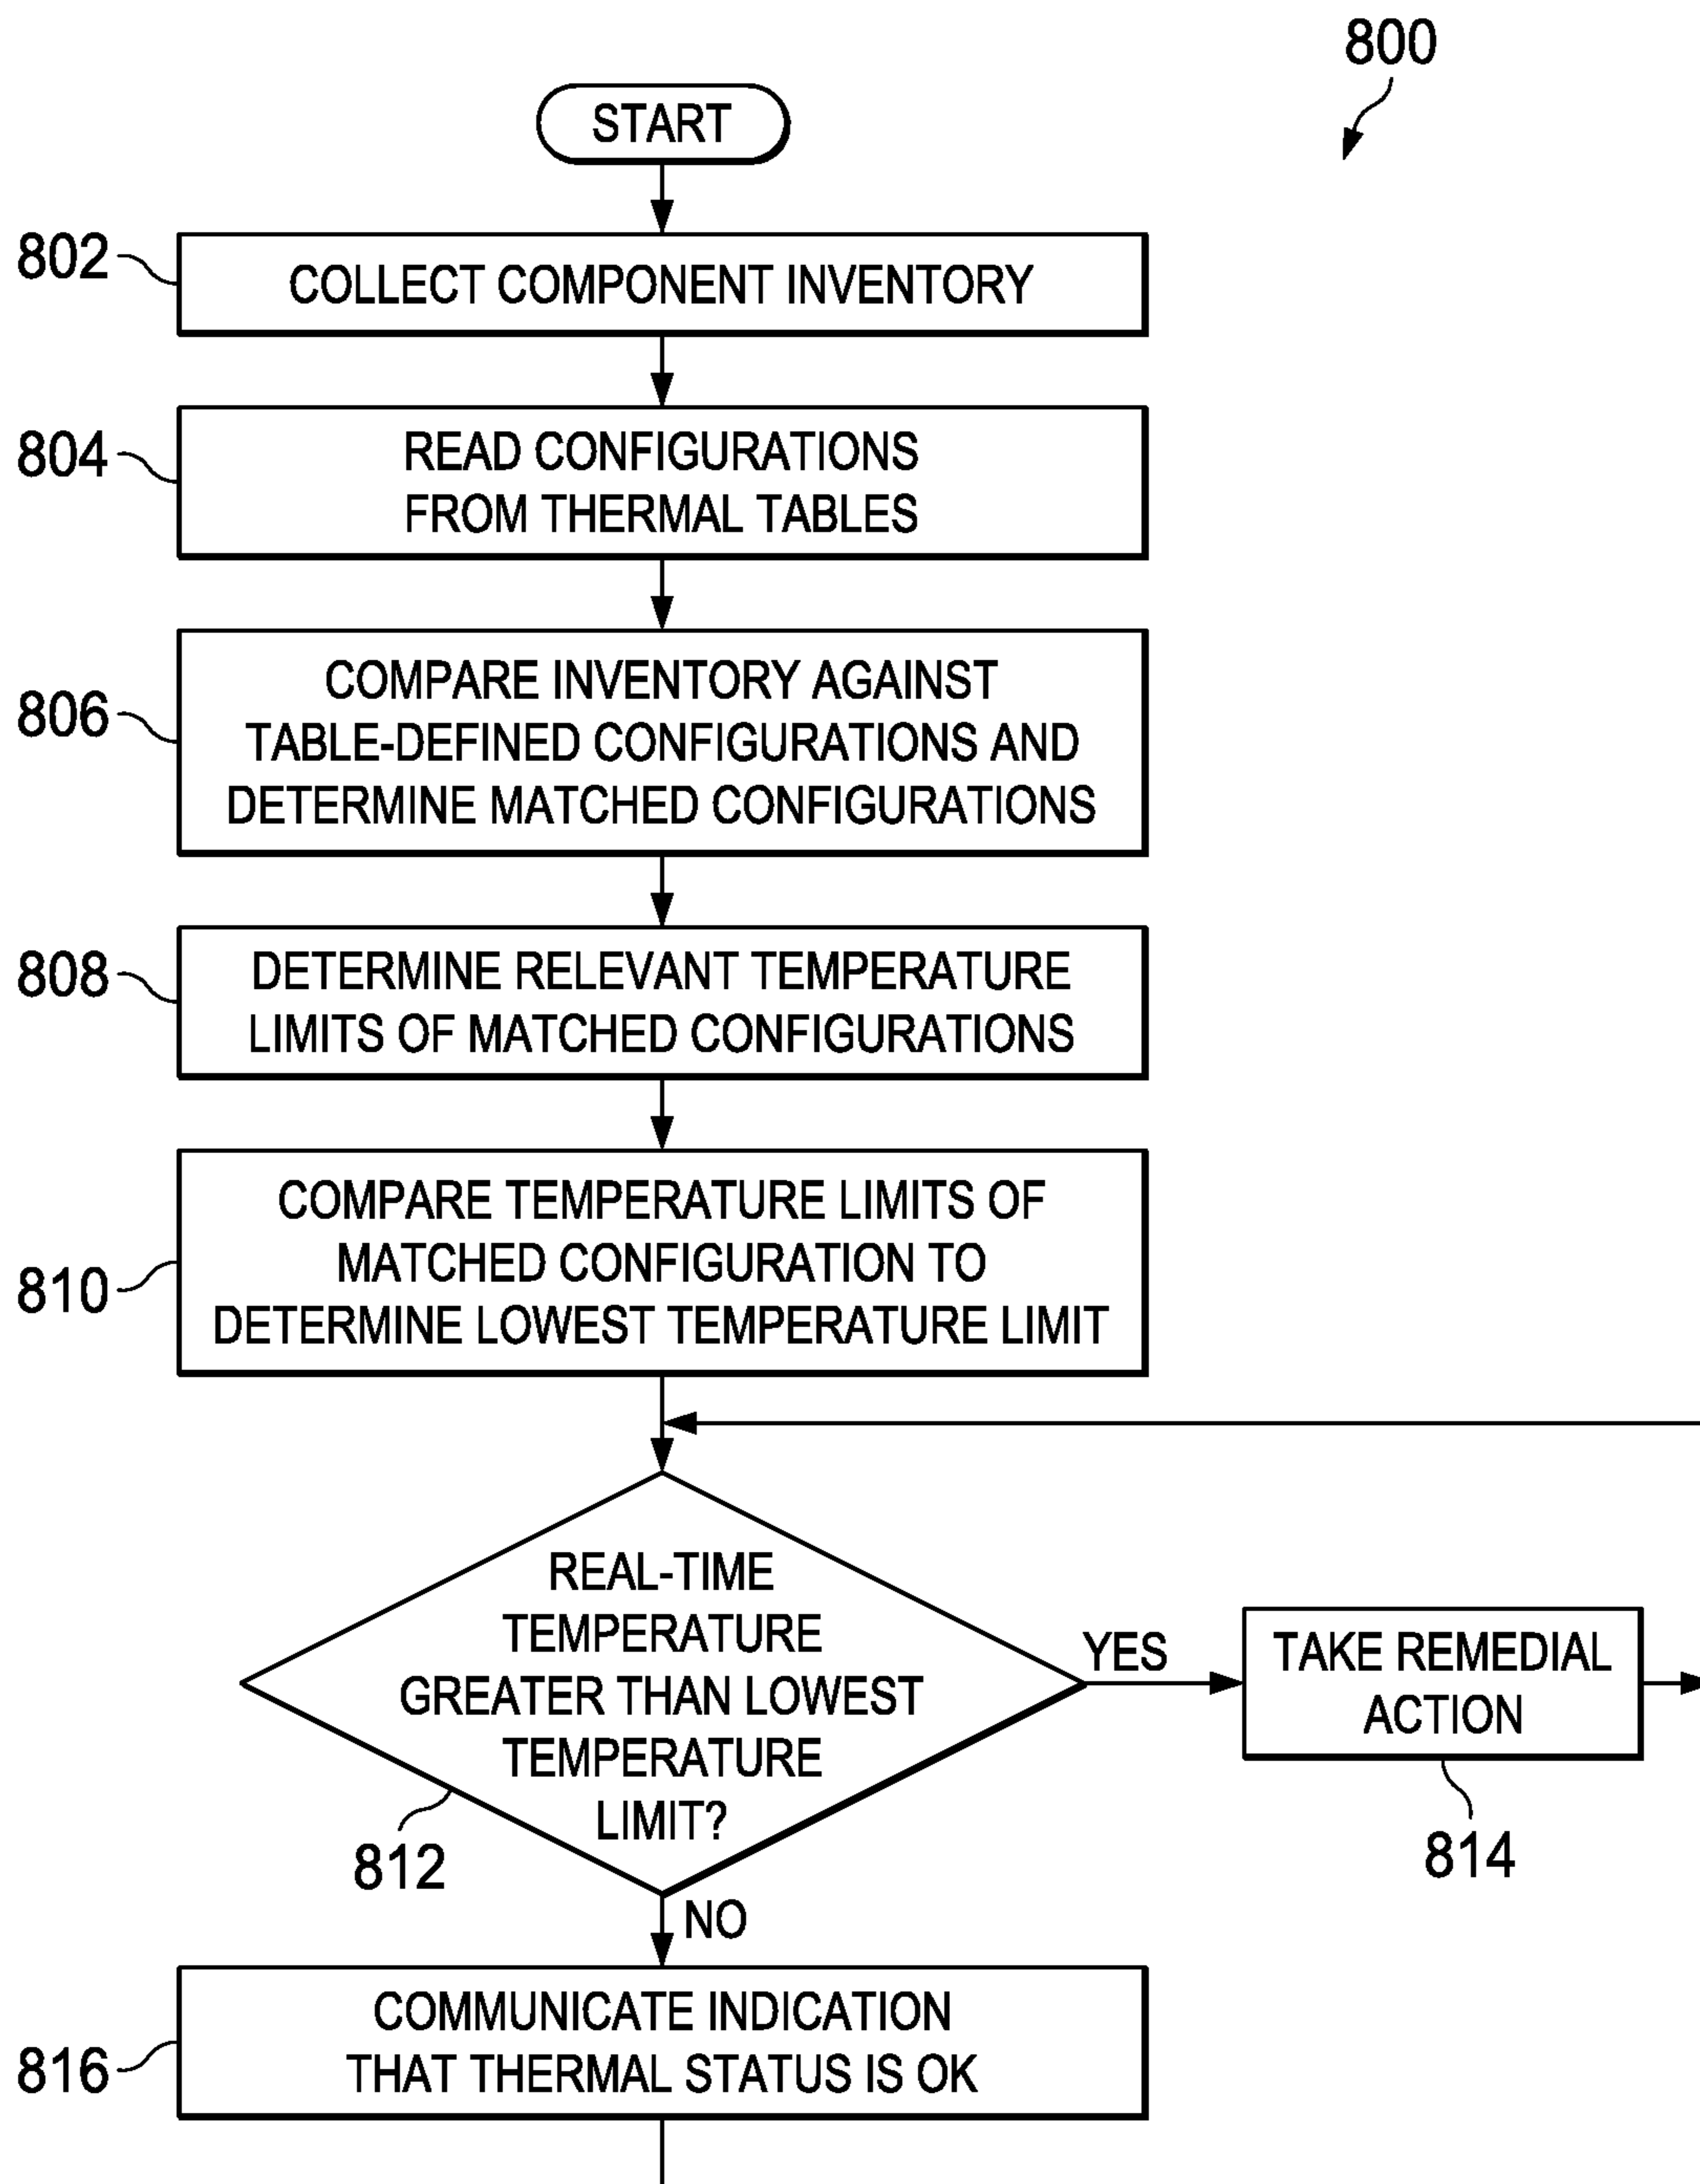 800
START
802
COLLECT COMPONENT INVENTORY
804
READ CONFIGURATIONS
FROM THERMAL TABLES
806
COMPARE INVENTORY AGAINST
TABLE-DEFINED CONFIGURATIONS AND
DETERMINE MATCHED CONFIGURATIONS
808
DETERMINE RELEVANT TEMPERATURE
LIMITS OF MATCHED CONFIGURATIONS
810
COMPARE TEMPERATURE LIMITS OF
MATCHED CONFIGURATION TO
DETERMINE LOWEST TEMPERATURE LIMIT
REAL-TIME
TEMPERATURE
GREATER THAN LOWEST
TEMPERATURE
LIMIT?
812
YES
TAKE REMEDIAL
ACTION
814
NO
816
COMMUNICATE INDICATION
THAT THERMAL STATUS IS OK